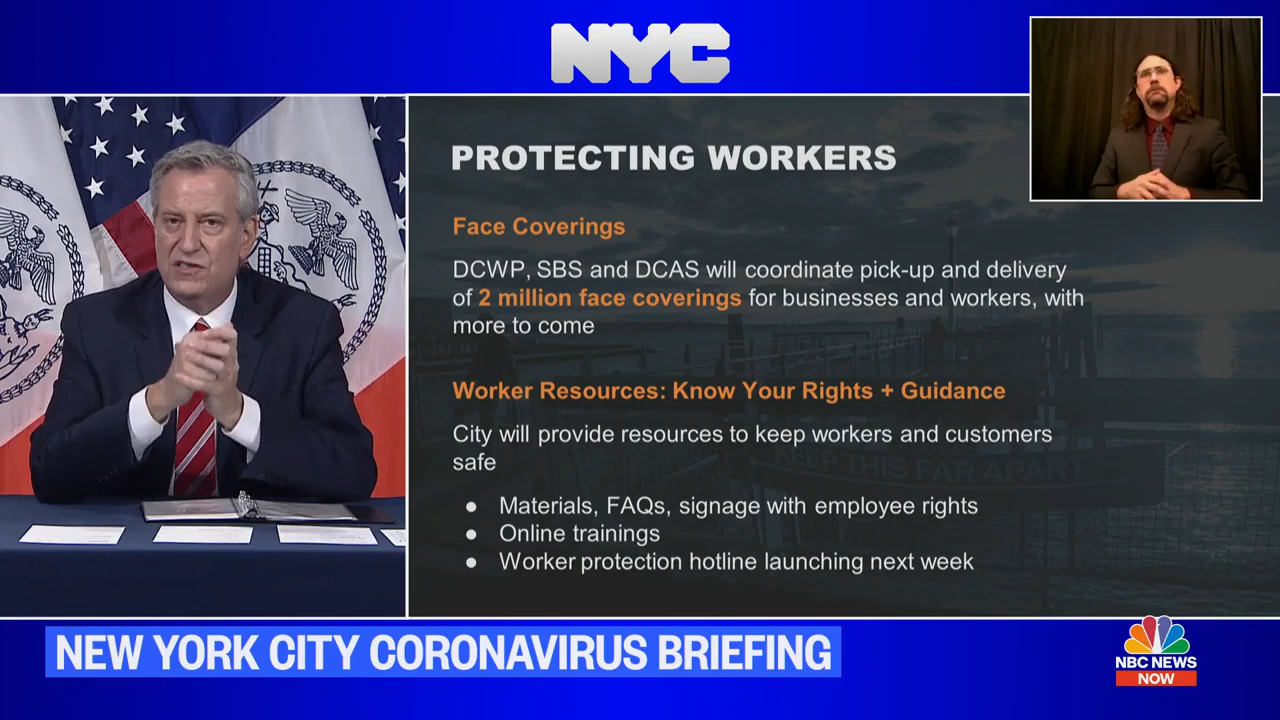 NYC
PROTECTING WORKERS
Face Coverings
DCWP, SBS and DCAS will coordinate pick-up and delivery
of 2 million face coverings for businesses and workers, with
more to come
Worker Resources: Know Your Rights + Guidance
City will provide resources to keep workers and customers
safe
KEEP THIS FAR APART
● Materials, FAQs, signage with employee rights
● Online trainings
● Worker protection hotline launching next week
NEW YORK CITY CORONAVIRUS BRIEFING
NBC NEWS
NOW